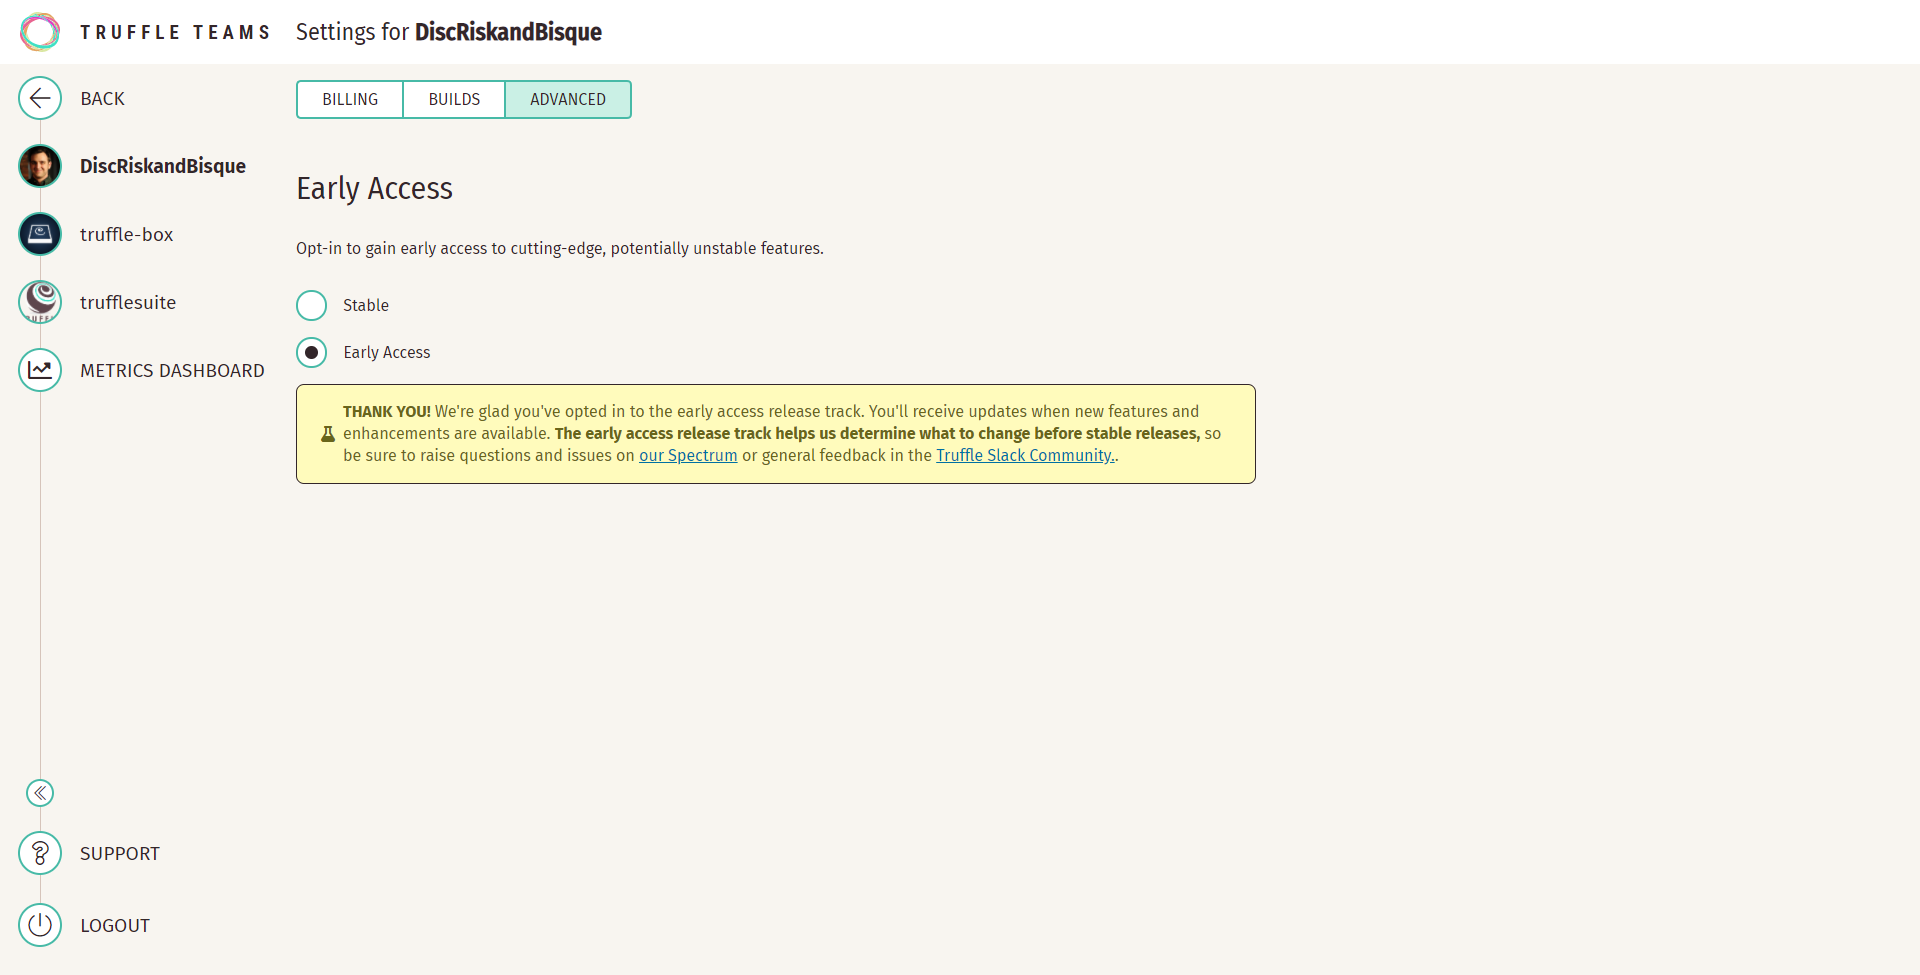 TRUFFLE TEAMS
Settings for DiscRiskandBisque
BACK
DiscRiskandBisque
truffle-box
trufflesuite
METRICS DASHBOARD
SUPPORT
LOGOUT
BILLING
BUILDS
ADVANCED
Early Access
Opt-in to gain early access to cutting-edge, potentially unstable features.
Stable
Early Access
THANK YOU! We're glad you've opted in to the early access release track. You'll receive updates when new features and
enhancements are available. The early access release track helps us determine what to change before stable releases, so
be sure to raise questions and issues on our Spectrum or general feedback in the Truffle Slack Community..